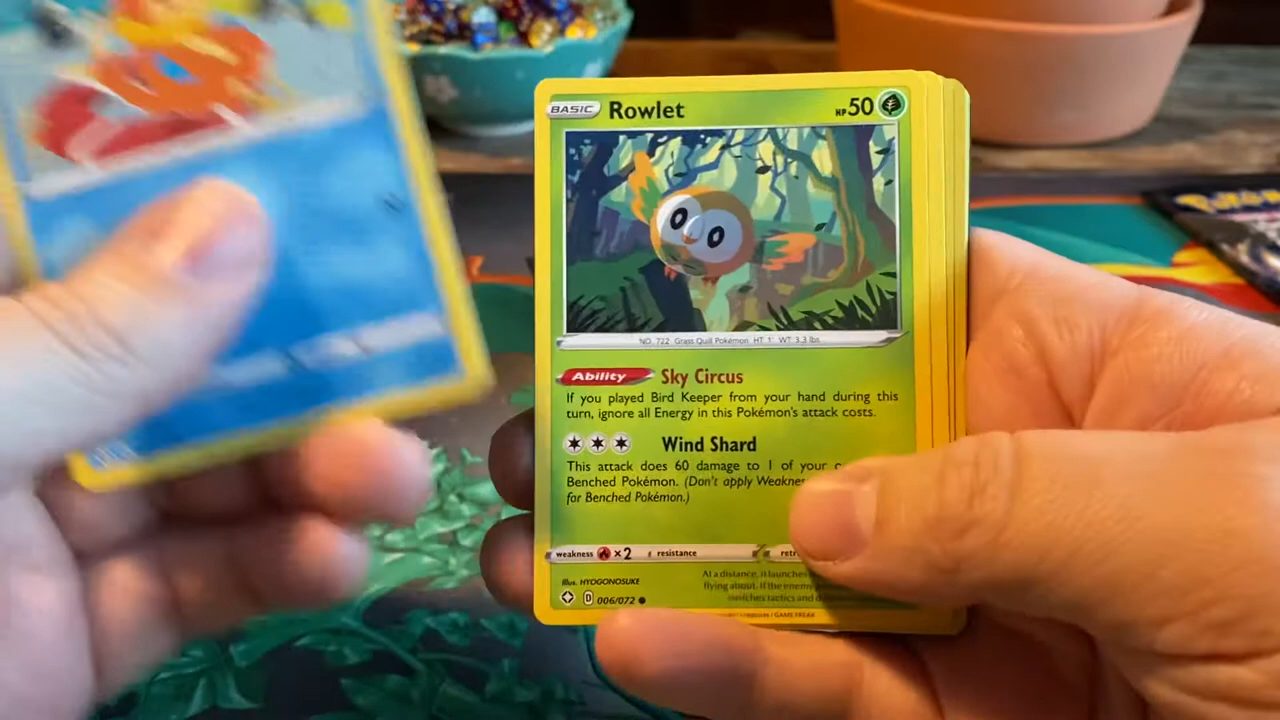 BASIC Rowlet HP50
NO. 722 Grass Quill Pokémon HT: 1' WT: 3.3 lbs
Ability Sky Circus
If you played Bird Keeper from your hand during this
turn, ignore all Energy in this Pokémon's attack costs.
Wind Shard
This attack does 60 damage to 1 of your
Benched Pokémon. (Don't apply
for Benched Pokémon.)
weakness ×2 resistance
Illus. HYOGONOSUKE
At a distance, it launches
flying about. If the enemy
switches tactics and
D 006/072
GAME FREAK